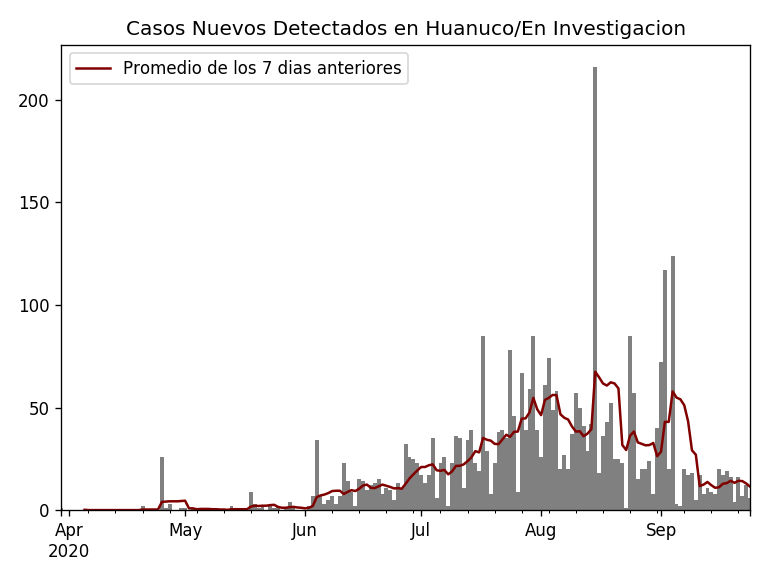 Casos Nuevos Detectados en Huanuco/En Investigacion
Promedio de los 7 dias anteriores
200
150
100
50
0
Apr May Jun Jul Aug Sep
2020